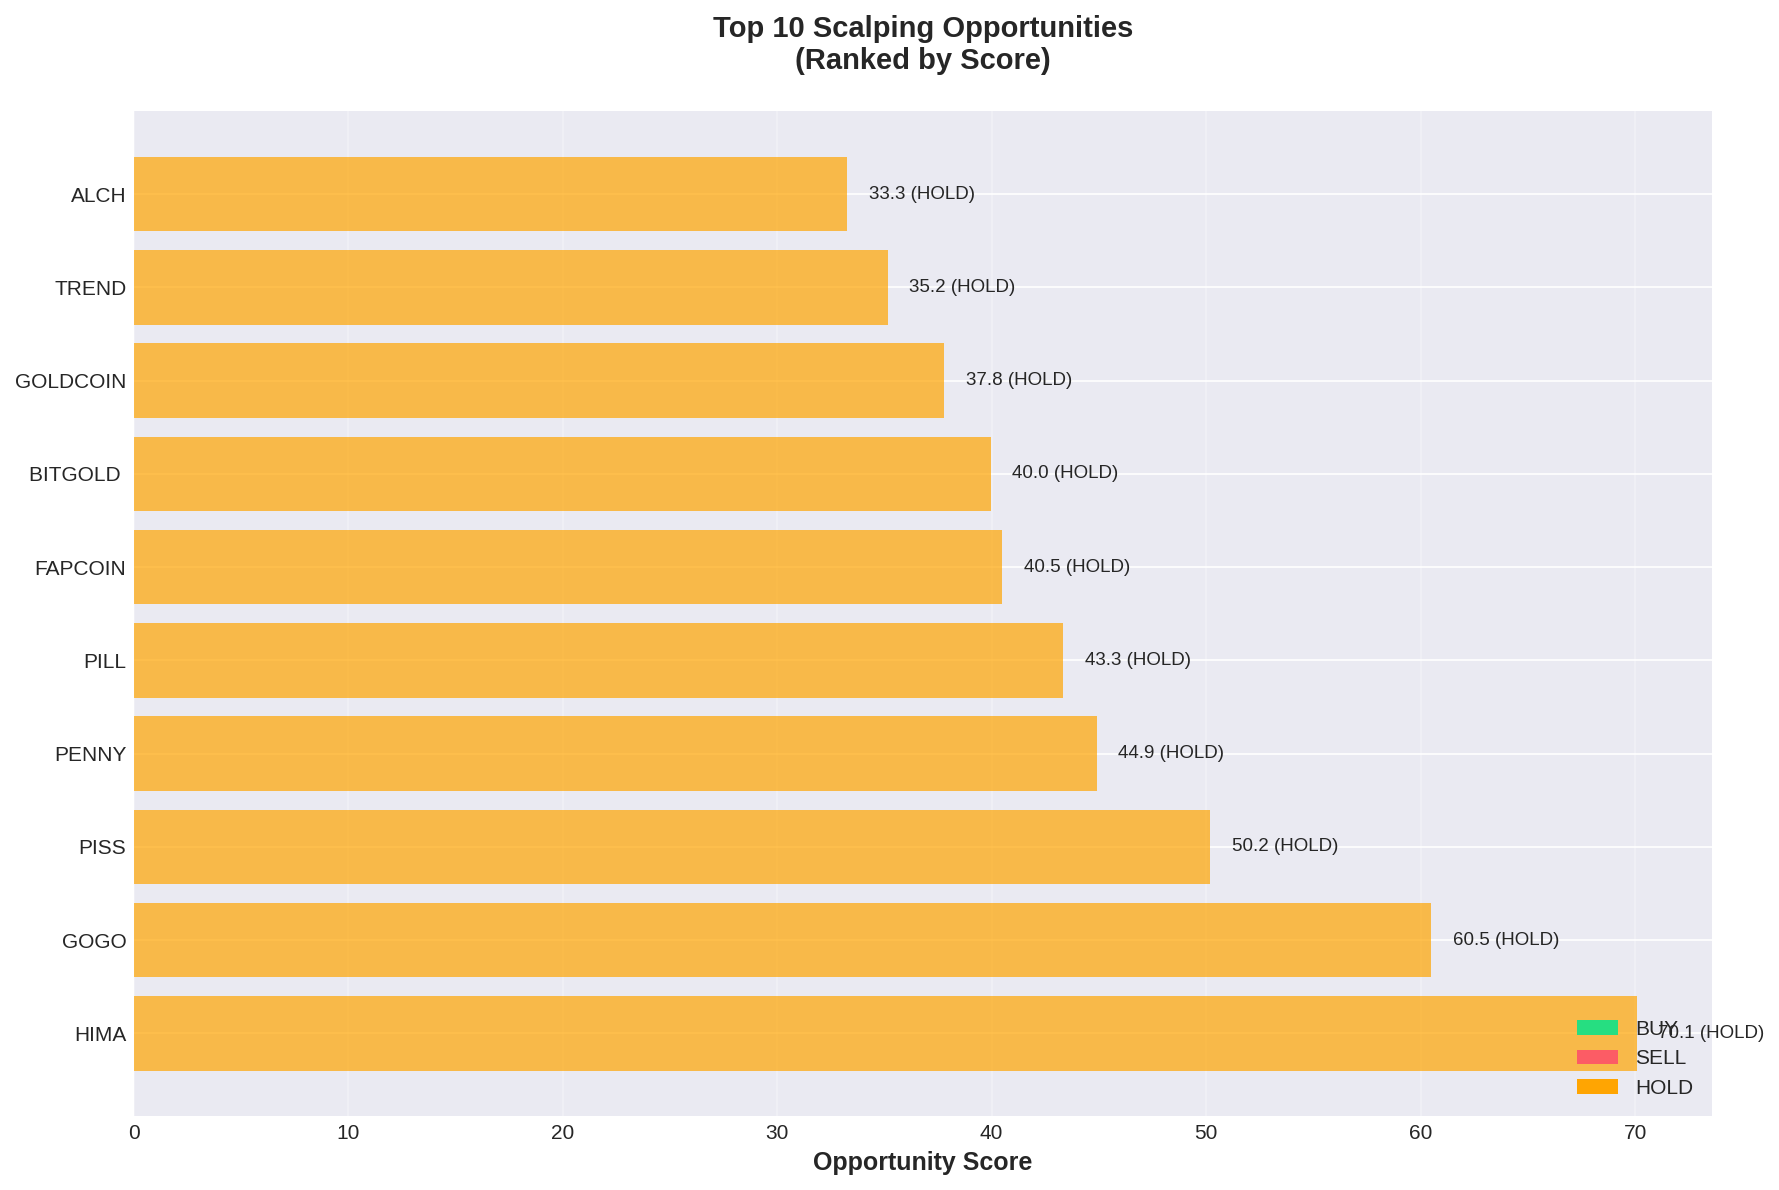 Top 10 Scalping Opportunities
(Ranked by Score)
ALCH
33.3 (HOLD)
TREND
35.2 (HOLD)
GOLDCOIN
37.8 (HOLD)
BITGOLD
40.0 (HOLD)
FAPCOIN
40.5 (HOLD)
PILL
43.3 (HOLD)
PENNY
44.9 (HOLD)
PISS
50.2 (HOLD)
GOGO
60.5 (HOLD)
HIMA
70.1 (HOLD)
BUY
SELL
HOLD
0 10 20 30 40 50 60 70
Opportunity Score